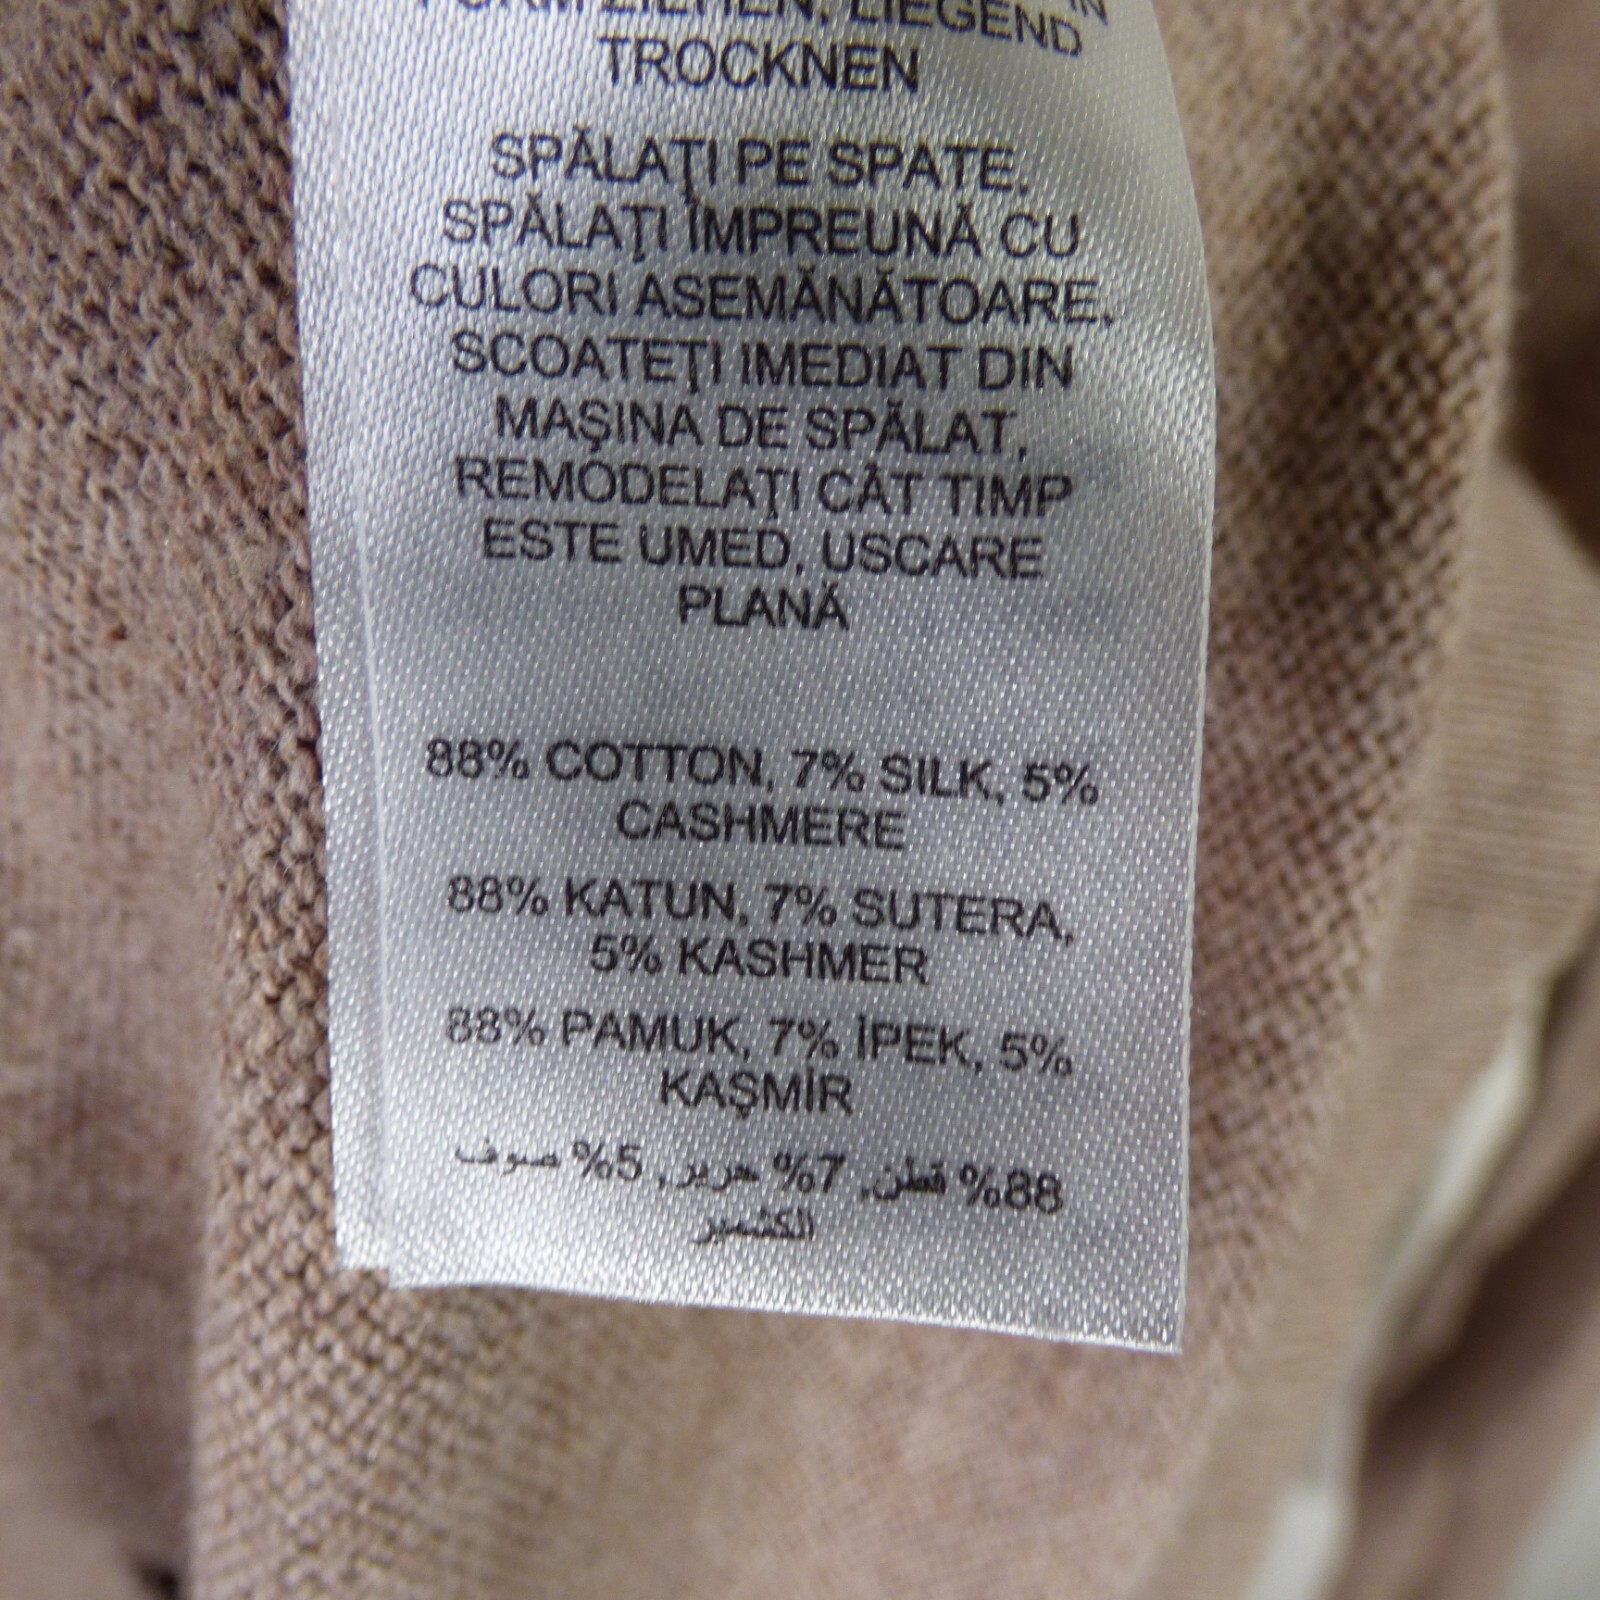 LIEGEND
TROCKNEN
SPĂLAŢI PE SPATE,
SPĂLAŢI ÎMPREUNĂ CU
CULORI ASEMĂNĂTOARE,
SCOATEŢI IMEDIAT DIN
MAŞINA DE SPĂLAT,
REMODELAŢI CÂT TIMP
ESTE UMED, USCARE
PLANĂ
88% COTTON, 7% SILK, 5%
CASHMERE
88% KATUN, 7% SUTERA,
5% KASHMER
88% PAMUK, 7% İPEK, 5%
KAŞMİR
88% قطن, 7% حرير, 5% صوف
الكشمير